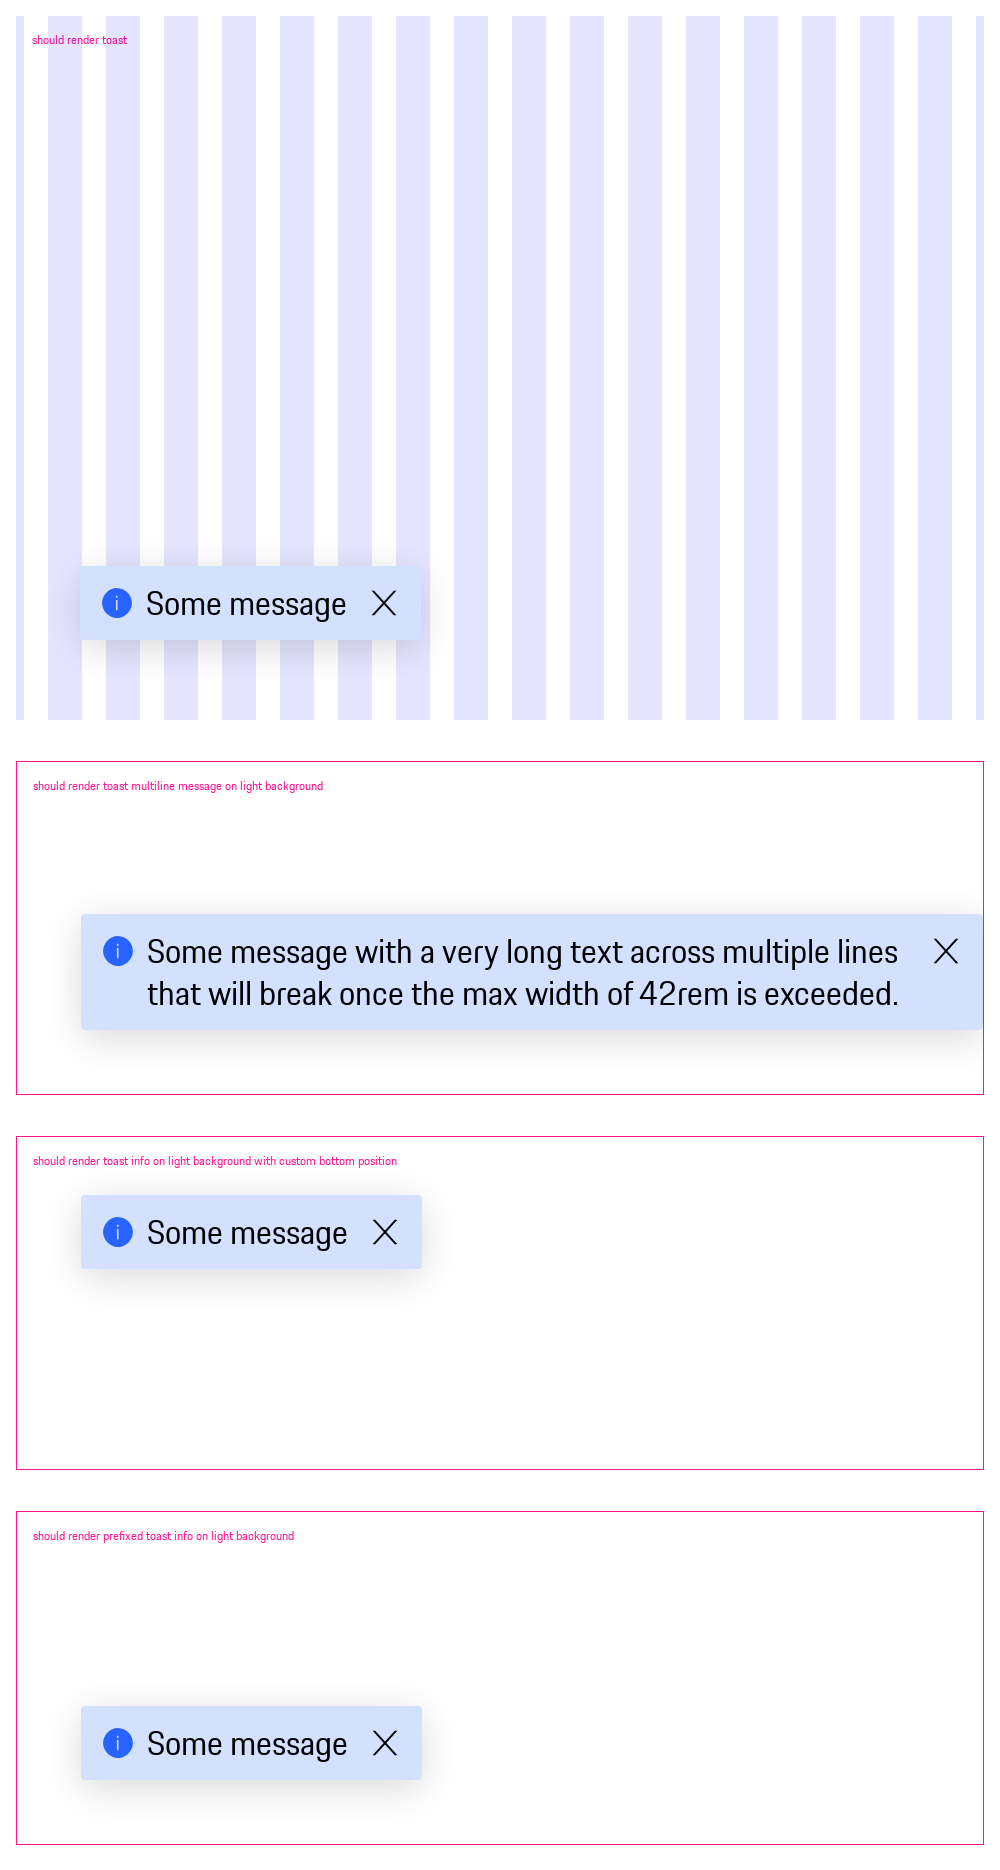 should render toast
Some message
should render toast multiline message on light background
Some message with a very long text across multiple lines
that will break once the max width of 42rem is exceeded.
should render toast info on light background with custom bottom position
Some message
should render prefixed toast info on light background
Some message